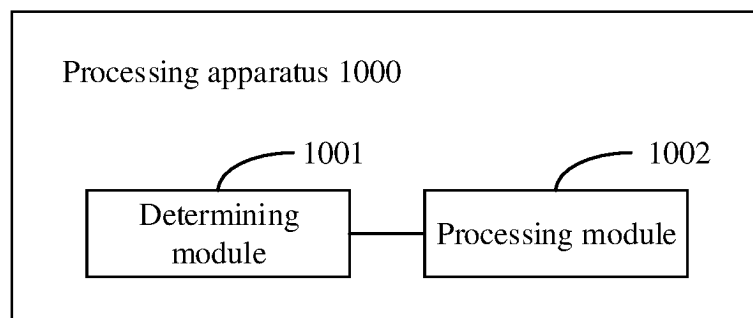 Processing apparatus 1000
1001
1002
Determining
module
Processing module